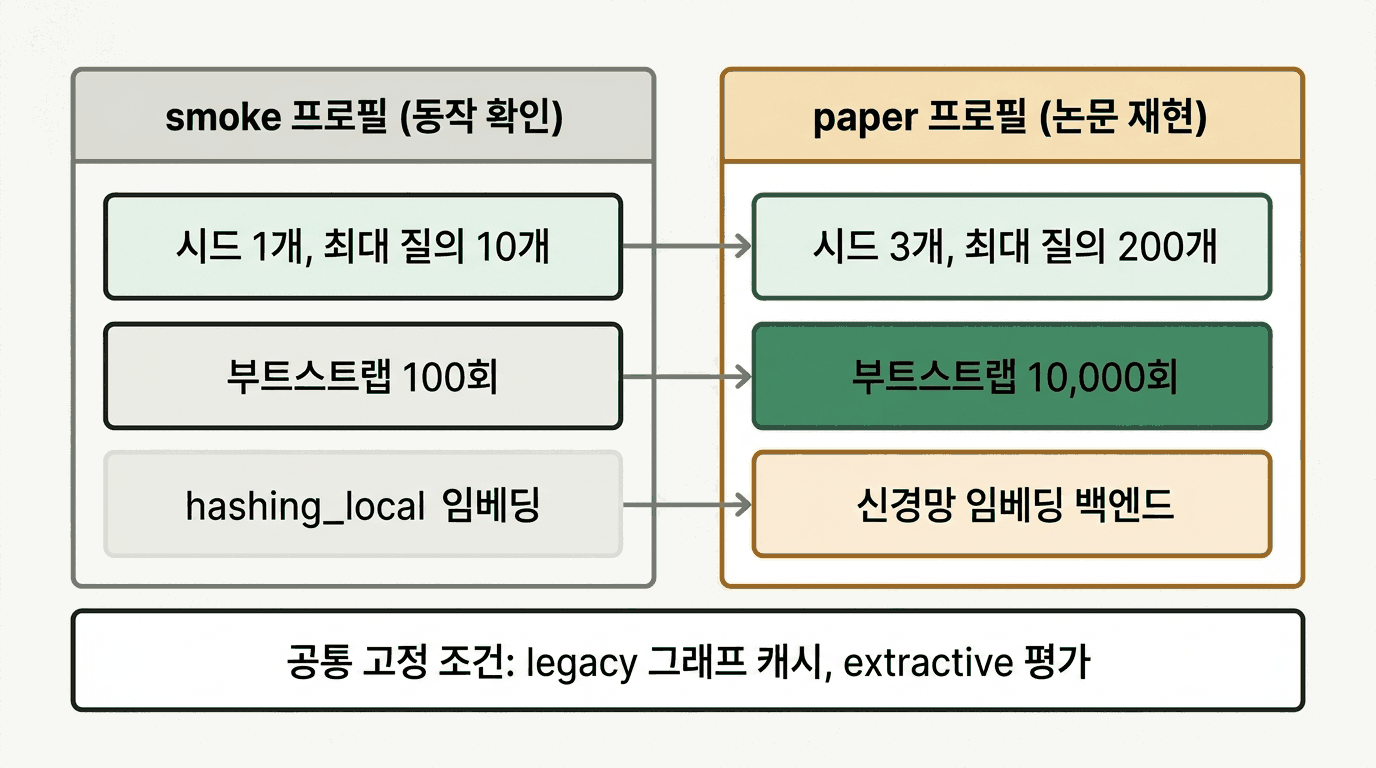 smoke 프로필 (동작 확인)
시드 1개, 최대 질의 10개
부트스트랩 100회
hashing_local 임베딩
paper 프로필 (논문 재현)
시드 3개, 최대 질의 200개
부트스트랩 10,000회
신경망 임베딩 백엔드
공통 고정 조건: legacy 그래프 캐시, extractive 평가